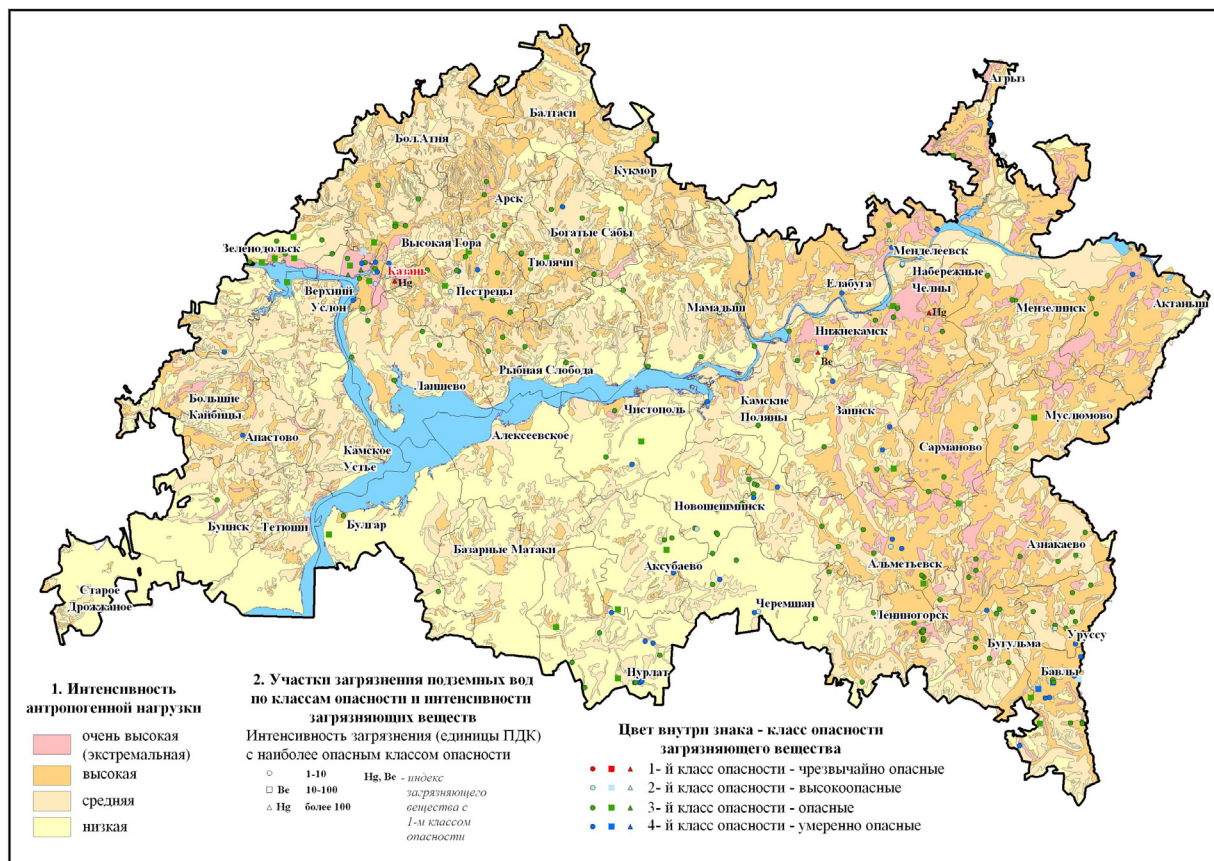 Агрыз
Балтаси
Бол.Атня
Кукмор
Арск
Богатые Сабы
Высокая Гора
Зеленодольск
Менделеевск
Казань
Hg
Тюлячи
Набережные
Челны
Верхний
Услон
Пестрецы
Елабуга
Актаныш
Мамадыш
Hg
Мензелинск
Нижнекамск
Be
Рыбная Слобода
Лаишево
Большие
Кайбицы
Чистополь
Камские
Поляны
Заинск
Муслюмово
Апастово
Алексеевское
Сарманово
Камское
Устье
Новошешминск
Буинск
Тетюши
Булгар
Базарные Матаки
Азнакаево
Аксубаево
Альметьевск
Старое
Дрожжаное
Черемшан
Лениногорск
Уруссу
Бугульма
Нурлат
Бавлы
1. Интенсивность
антропогенной нагрузки
очень высокая
(экстремальная)
высокая
средняя
низкая
2. Участки загрязнения подземных вод
по классам опасности и интенсивности
загрязняющих веществ
Интенсивность загрязнения (единицы ПДК)
с наиболее опасным классом опасности
1-10
Be 10-100
Hg более 100
Hg, Be - индекс
загрязняющего
вещества с
1-м классом
опасности
Цвет внутри знака - класс опасности
загрязняющего вещества
1- й класс опасности - чрезвычайно опасные
2- й класс опасности - высокоопасные
3- й класс опасности - опасные
4- й класс опасности - умеренно опасные